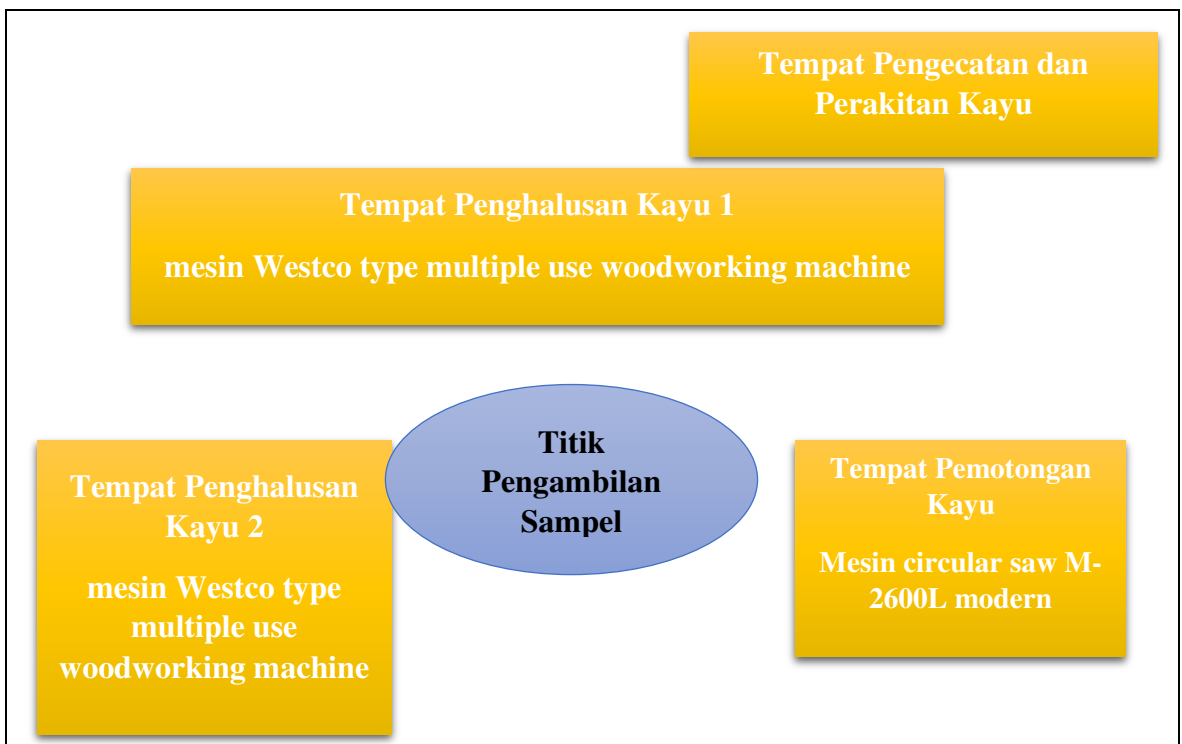 Tempat Pengecatan dan
Perakitan Kayu
Tempat Penghalusan Kayu 1
mesin Westco type multiple use woodworking machine
Titik
Pengambilan
Sampel
Tempat Penghalusan
Kayu 2
mesin Westco type
multiple use
woodworking machine
Tempat Pemotongan
Kayu
Mesin circular saw M-
2600L modern